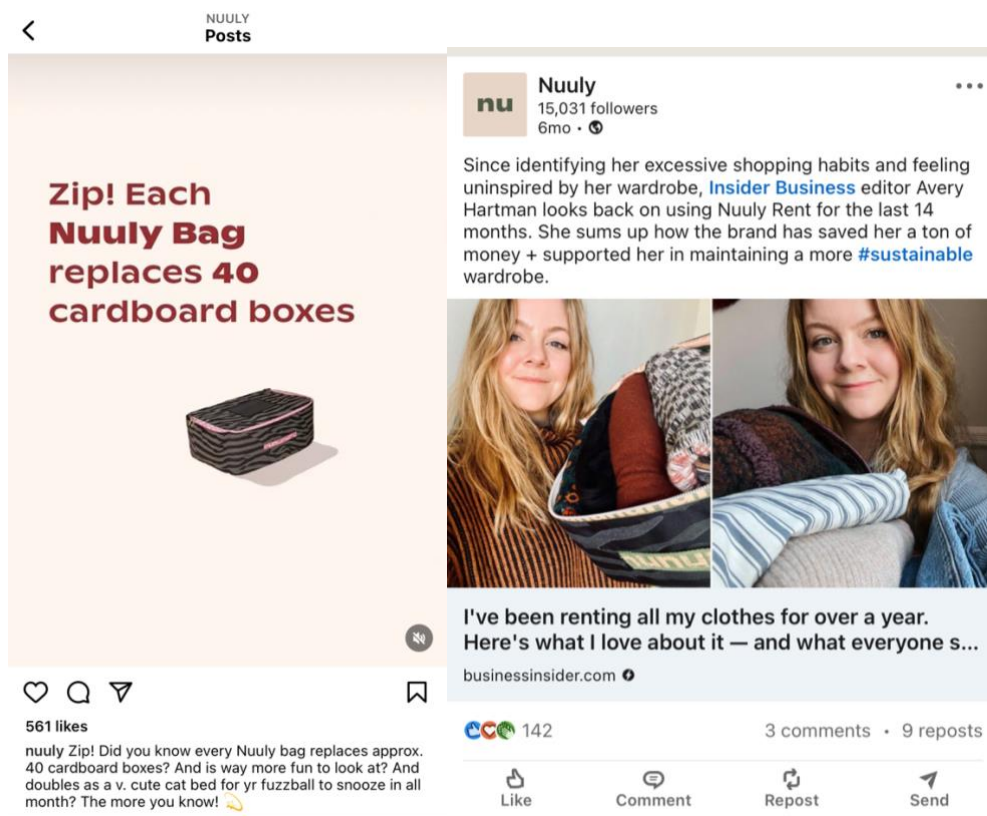 NUULY
Posts
Zip! Each
Nuuly Bag
replaces 40
cardboard boxes
561 likes
nuuly Zip! Did you know every Nuuly bag replaces approx.
40 cardboard boxes? And is way more fun to look at? And
doubles as a v. cute cat bed for yr fuzzball to snooze in all
month? The more you know! 💫
nu
Nuuly
15,031 followers
6mo •
Since identifying her excessive shopping habits and feeling
uninspired by her wardrobe, Insider Business editor Avery
Hartman looks back on using Nuuly Rent for the last 14
months. She sums up how the brand has saved her a ton of
money + supported her in maintaining a more #sustainable
wardrobe.
nuuly
I've been renting all my clothes for over a year.
Here's what I love about it — and what everyone s...
businessinsider.com
142
3 comments • 9 reposts
Like
Comment
Repost
Send